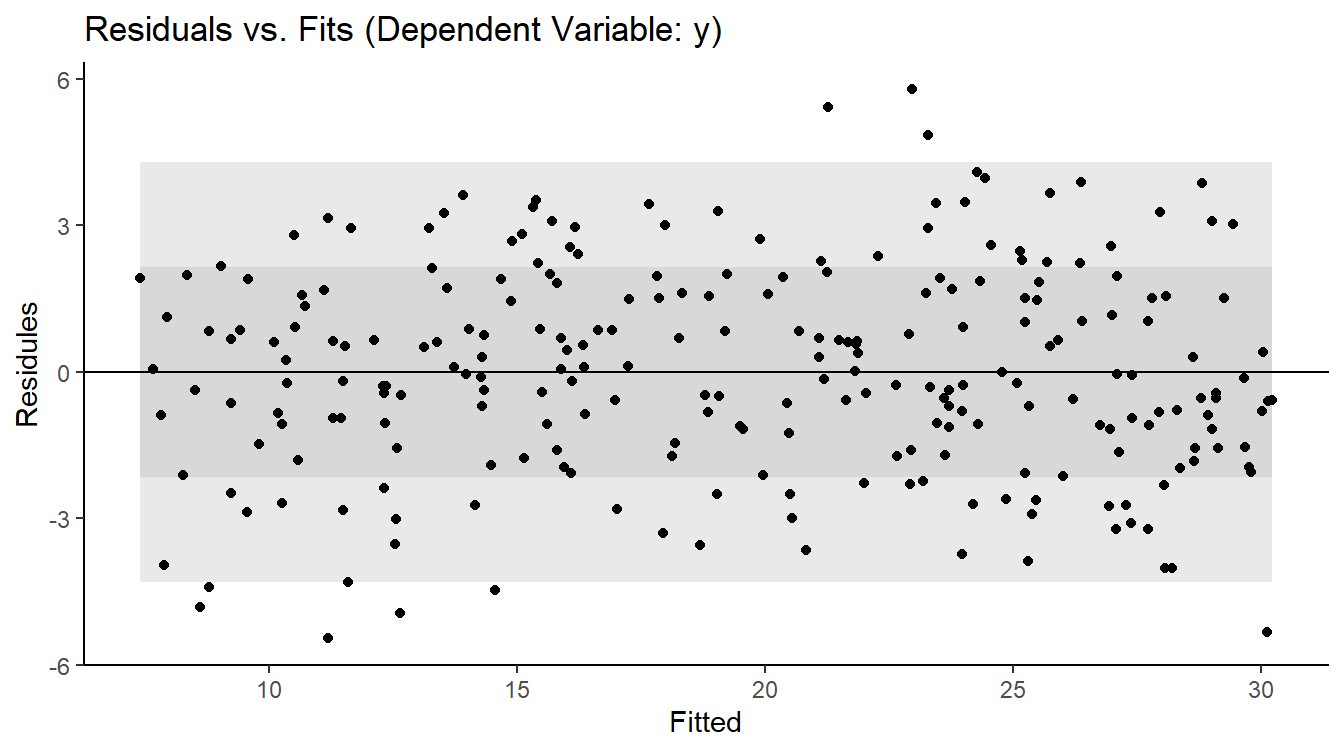 Residuals vs. Fits (Dependent Variable: y)
6
3
0
-3
-6
Residules
10 15 20 25 30
Fitted